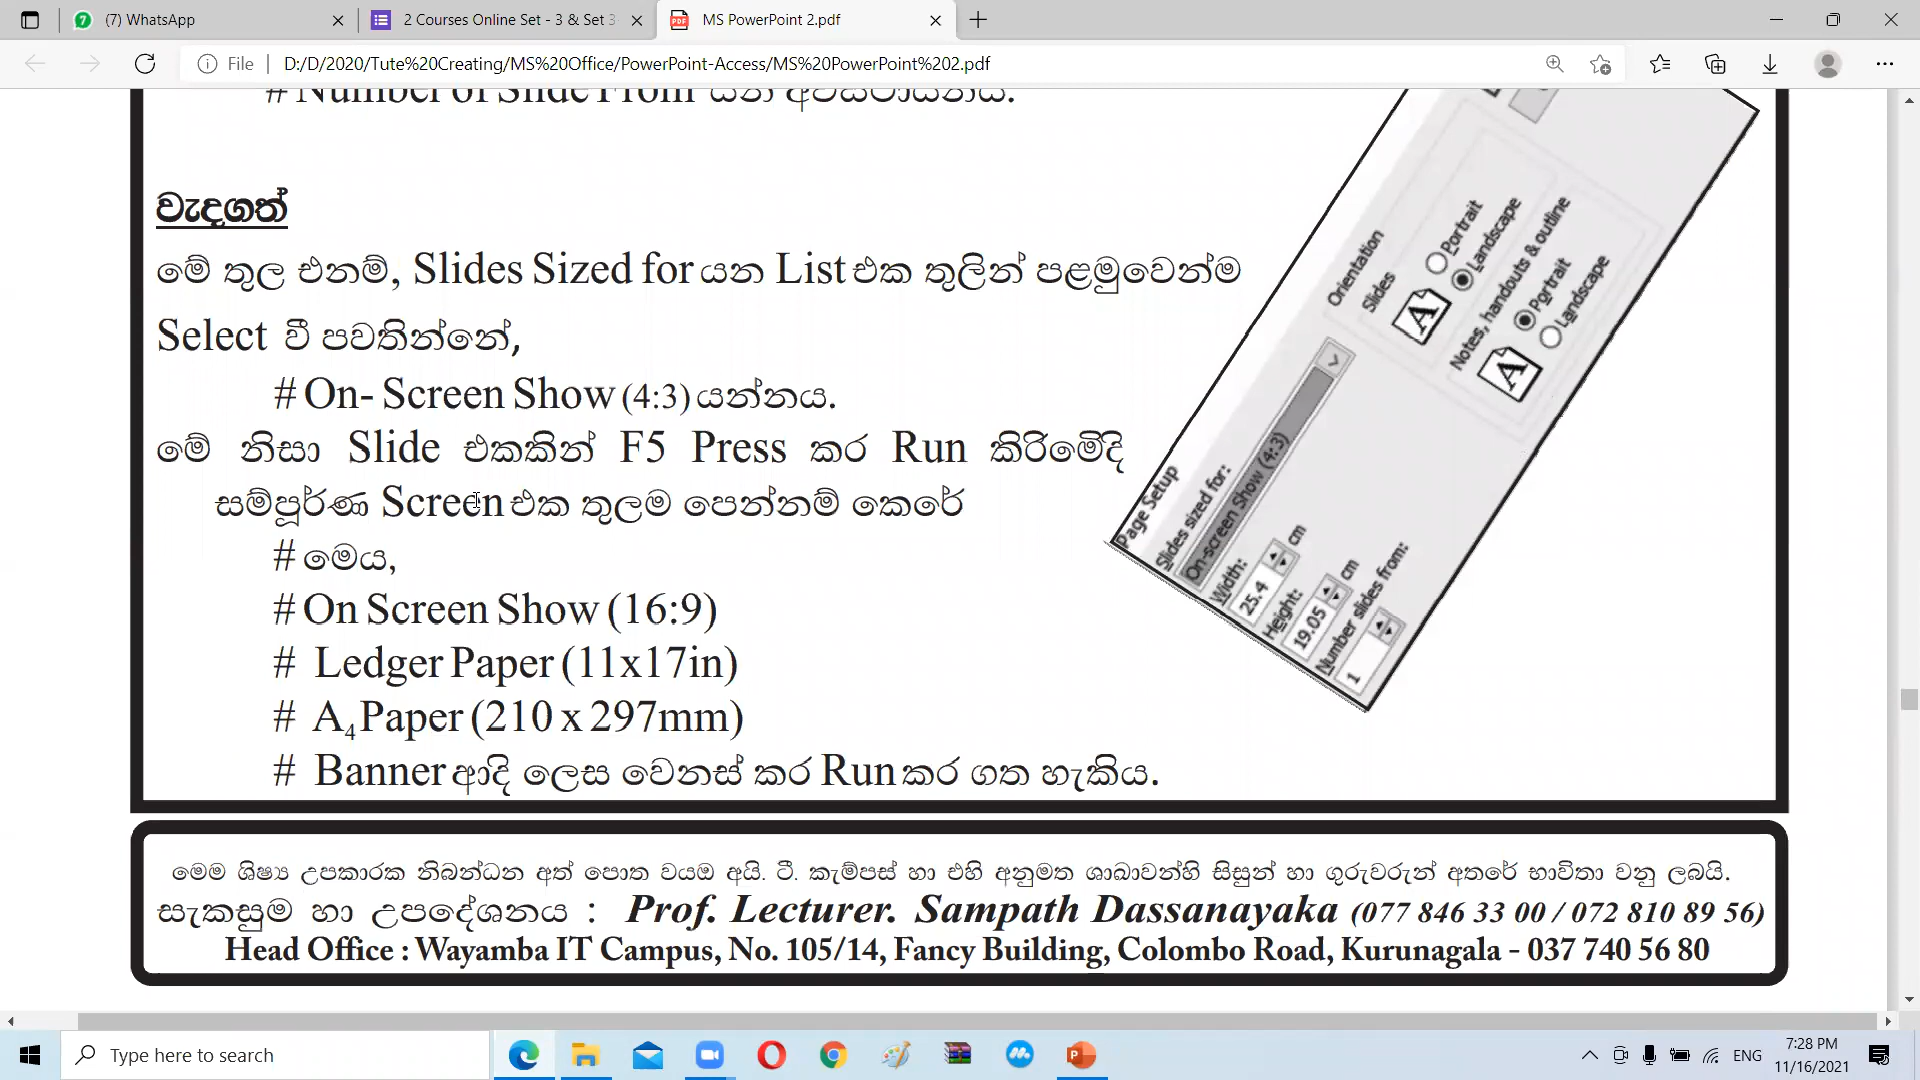 (7) WhatsApp
2 Courses Online Set - 3 & Set 3
MS PowerPoint 2.pdf
File
D:/D/2020/Tute%20Creating/MS%20Office/PowerPoint-Access/MS%20PowerPoint%202.pdf
# Number of Slide From යන අවස්ථායනය.
වැදගත්
මේ තුල එනම්, Slides Sized for යන List එක තුලින් පළමුවෙන්ම
Select වී පවතින්නේ,
# On- Screen Show (4:3) යන්නය.
මේ නිසා Slide එකකින් F5 Press කර Run කිරිමේදි
සම්පූර්ණ Screen එක තුලම පෙන්නම් කෙරේ
# මෙය,
# On Screen Show (16:9)
# Ledger Paper (11x17in)
# A4 Paper (210 x 297mm)
# Banner ආදි ලෙස වෙනස් කර Run කර ගත හැකිය.
Page Setup
Slides sized for:
On-screen Show (4:3)
Width:
25.4 cm
Height:
19.05 cm
Number slides from:
1
Orientation
Slides
Portrait
Landscape
Notes, handouts & outline
Portrait
Landscape
මෙම ශිෂ්‍ය උපකාරක නිබන්ධන අත් පොත වයඹ අයි. ටී. කැම්පස් හා එහි අනුමත ශාඛාවන්හි සිසුන් හා ගුරුවරුන් අතරේ භාවිතා වනු ලබයි.
සැකසුම හා උපදේශනය : Prof. Lecturer. Sampath Dassanayaka (077 846 33 00 / 072 810 89 56)
Head Office : Wayamba IT Campus, No. 105/14, Fancy Building, Colombo Road, Kurunagala - 037 740 56 80
Type here to search
ENG
7:28 PM
11/16/2021